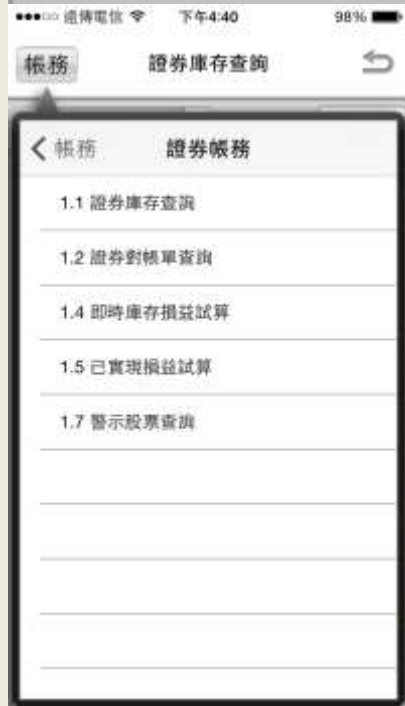 遠傳電信 下午4:40 98%
帳務 證券庫存查詢
帳務 證券帳務
1.1 證券庫存查詢
1.2 證券對帳單查詢
1.4 即時庫存損益試算
1.5 已實現損益試算
1.7 警示股票查詢